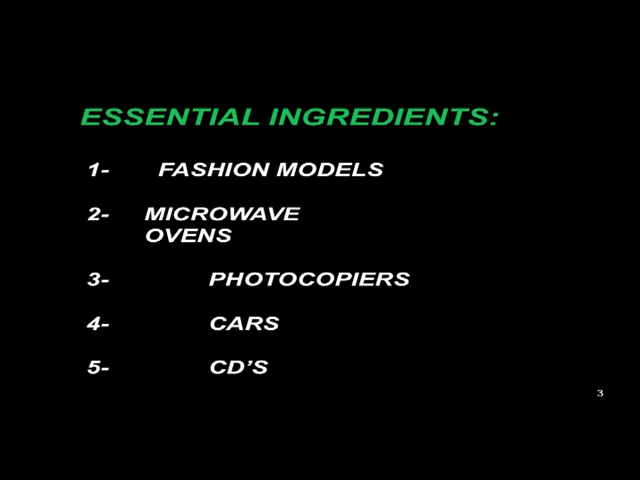 ESSENTIAL INGREDIENTS:
1- FASHION MODELS
2- MICROWAVE
OVENS
3- PHOTOCOPIERS
4- CARS
5- CD’S
3